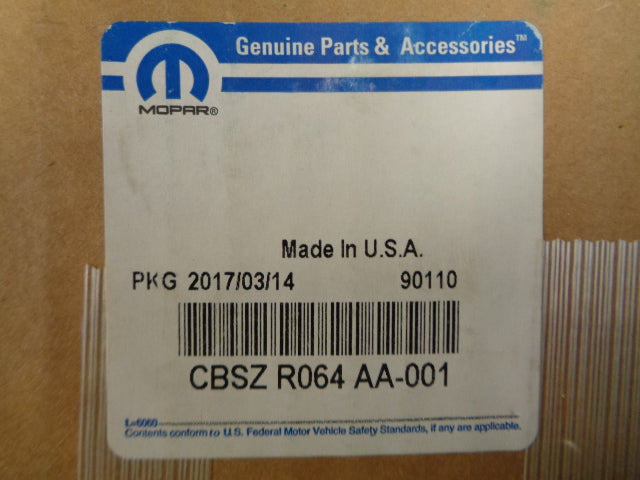 Genuine Parts & Accessories™
MOPAR®
Made In U.S.A.
PKG 2017/03/14 90110
CBSZ R064 AA-001
L=6060
Contents conform to U.S. Federal Motor Vehicle Safety Standards, if any are applicable.